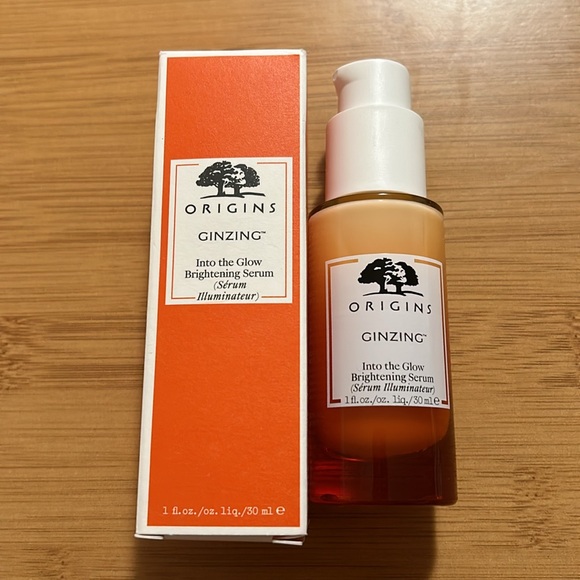 ORIGINS
GINZING™
Into the Glow
Brightening Serum
(Sérum
Illuminateur)
1 fl.oz./oz. liq./30 ml ℮
ORIGINS
GINZING™
Into the Glow
Brightening Serum
(Sérum Illuminateur)
1 fl.oz./oz. liq./30 ml ℮